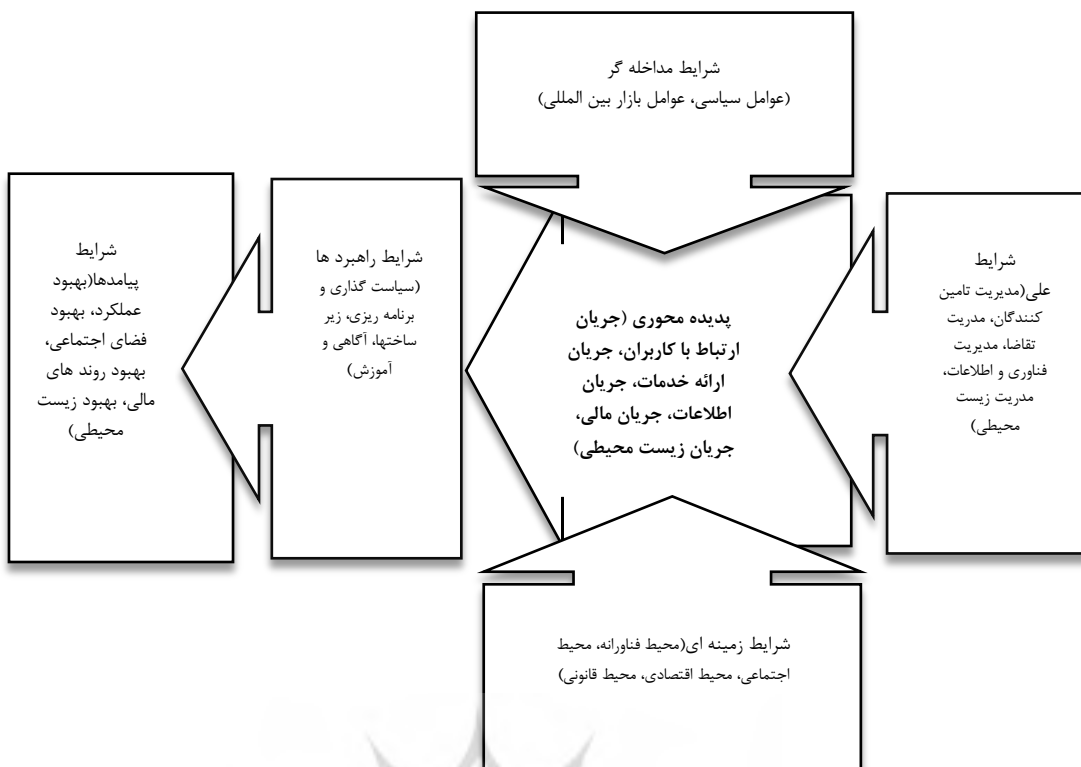 شرایط مداخله گر
(عوامل سیاسی، عوامل بازار بین المللی)
شرایط
علی(مدیریت تامین
کنندگان، مدریت
تقاضا، مدیریت
فناوری و اطلاعات،
مدریت زیست
محیطی)
پدیده محوری (جریان
ارتباط با کاربران، جریان
ارائه خدمات، جریان
اطلاعات، جریان مالی،
جریان زیست محیطی)
شرایط راهبرد ها
(سیاست گذاری و
برنامه ریزی، زیر
ساختها، آگاهی و
آموزش)
شرایط
پیامدها(بهبود
عملکرد، بهبود
فضای اجتماعی،
بهبود روند های
مالی، بهبود زیست
محیطی)
شرایط زمینه ای(محیط فناورانه، محیط
اجتماعی، محیط اقتصادی، محیط قانونی)